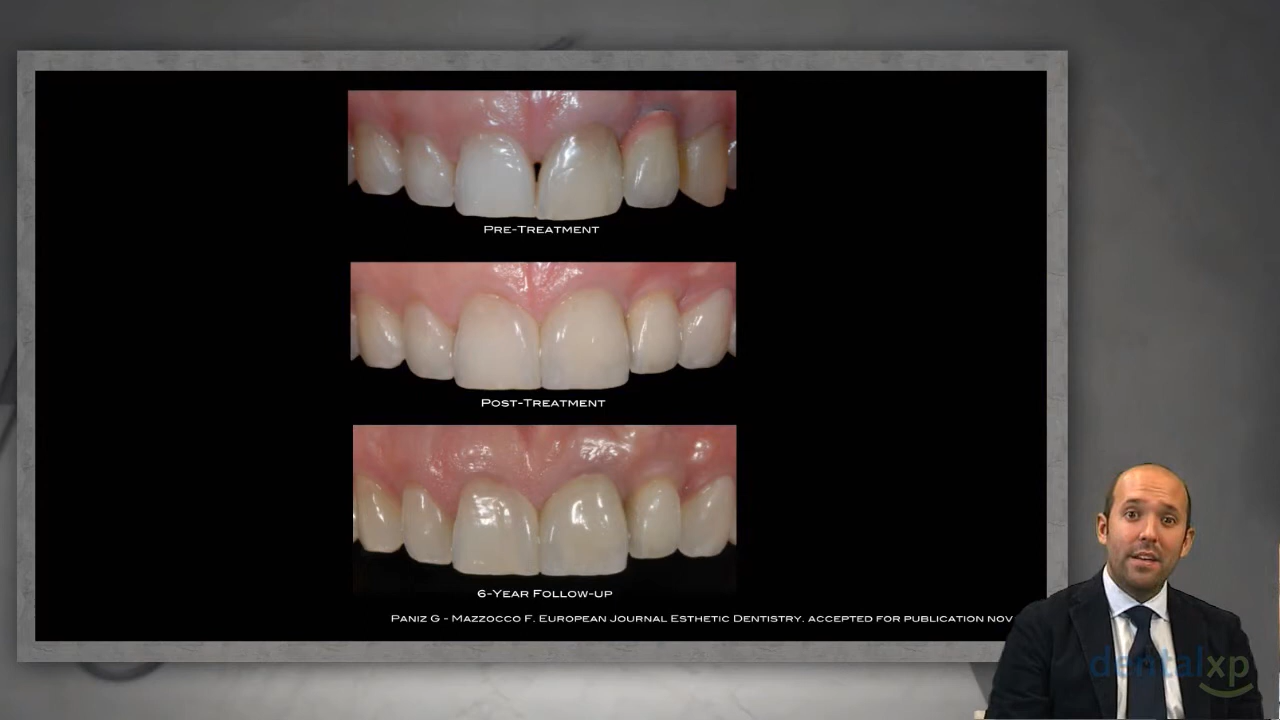 Pre-Treatment
Post-Treatment
6-Year Follow-up
Paniz G - Mazzocco F. European Journal Esthetic Dentistry. accepted for publication nov
dentalxp